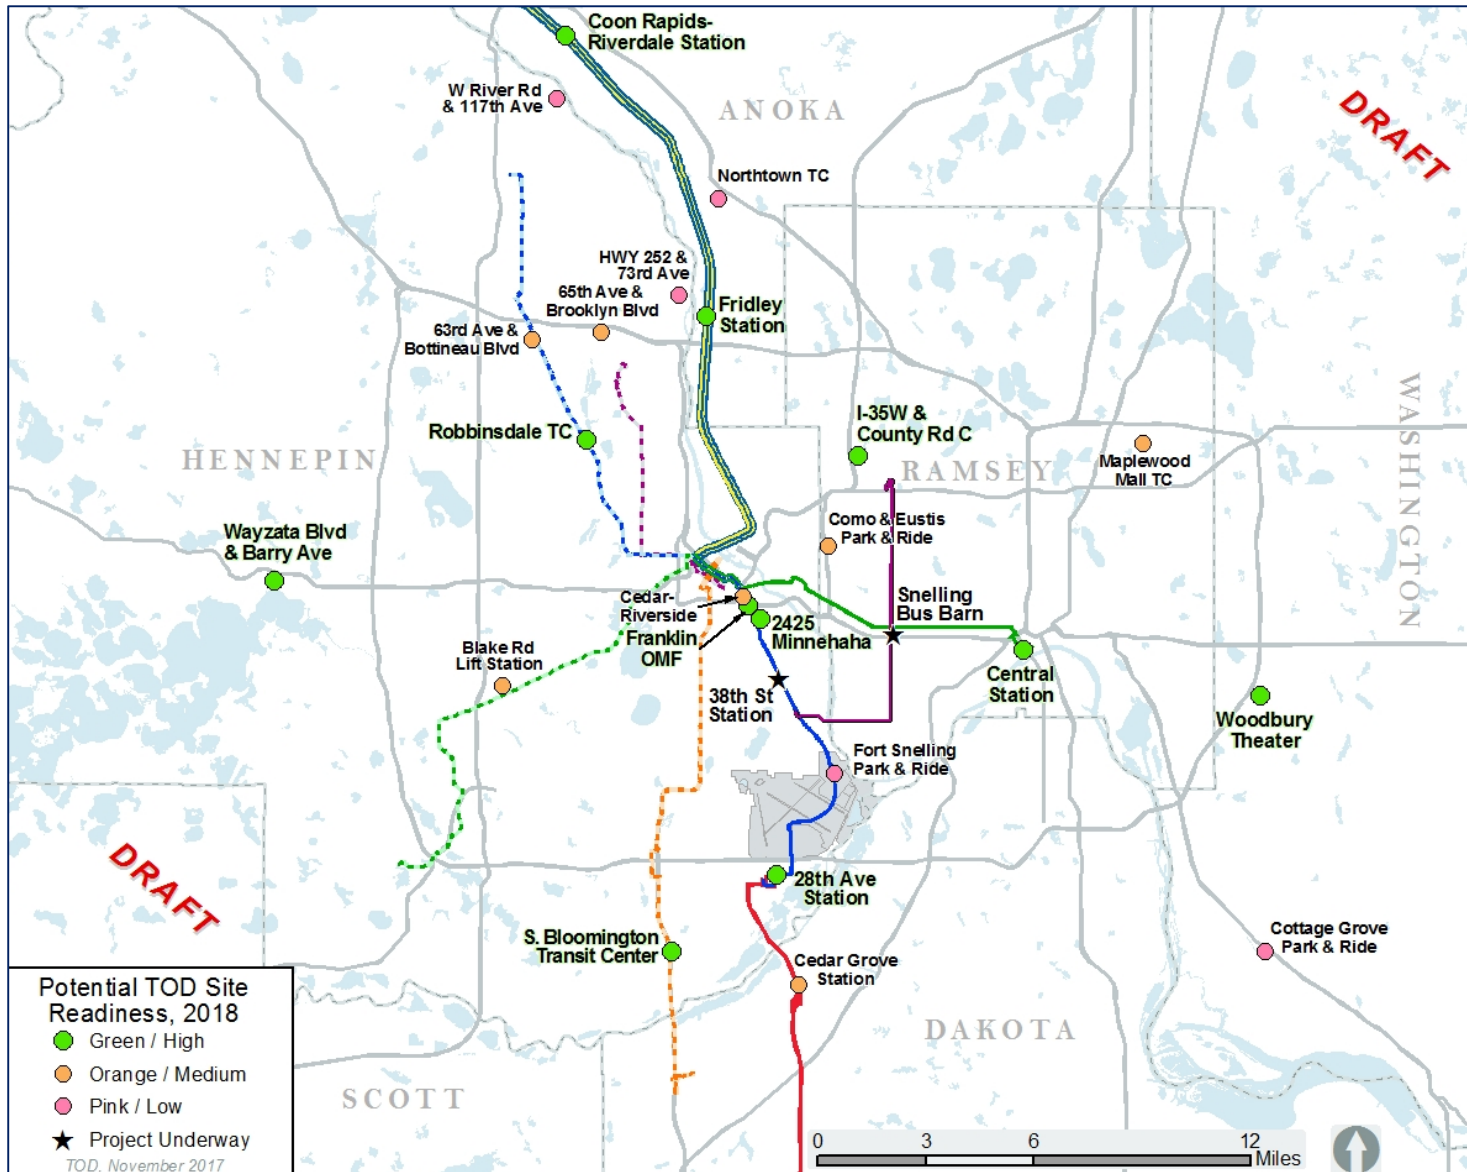 Coon Rapids-
Riverdale Station
W River Rd
& 117th Ave
ANOKA
DRAFT
Northtown TC
HWY 252 &
73rd Ave
65th Ave &
Brooklyn Blvd
Fridley
Station
63rd Ave &
Bottineau Blvd
WASHINGTON
I-35W &
County Rd C
Robbinsdale TC
HENNEPIN
RAMSEY
Maplewood
Mall TC
Wayzata Blvd
& Barry Ave
Como & Eustis
Park & Ride
Cedar-
Riverside
Snelling
Bus Barn
Franklin
OMF
2425
Minnehaha
Blake Rd
Lift Station
Central
Station
38th St
Station
Woodbury
Theater
Fort Snelling
Park & Ride
DRAFT
28th Ave
Station
S. Bloomington
Transit Center
Cedar Grove
Station
Cottage Grove
Park & Ride
DAKOTA
SCOTT
Potential TOD Site
Readiness, 2018
Green / High
Orange / Medium
Pink / Low
Project Underway
TOD, November 2017
0 3 6 12
Miles